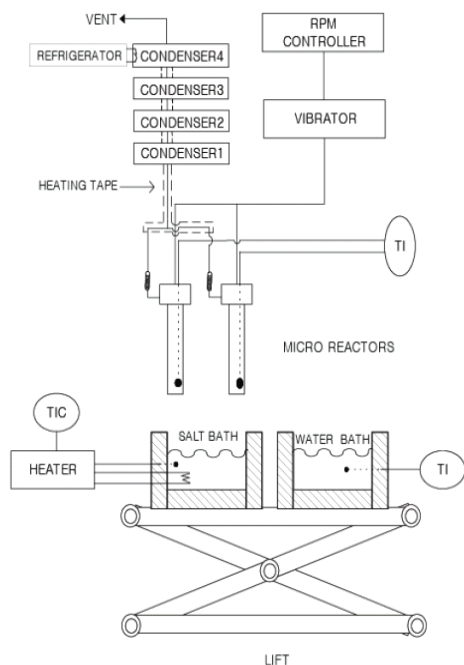 VENT
RPM
CONTROLLER
REFRIGERATOR
CONDENSER4
CONDENSER3
CONDENSER2
VIBRATOR
CONDENSER1
HEATING TAPE
TI
MICRO REACTORS
TIC
SALT BATH
WATER BATH
HEATER
TI
LIFT